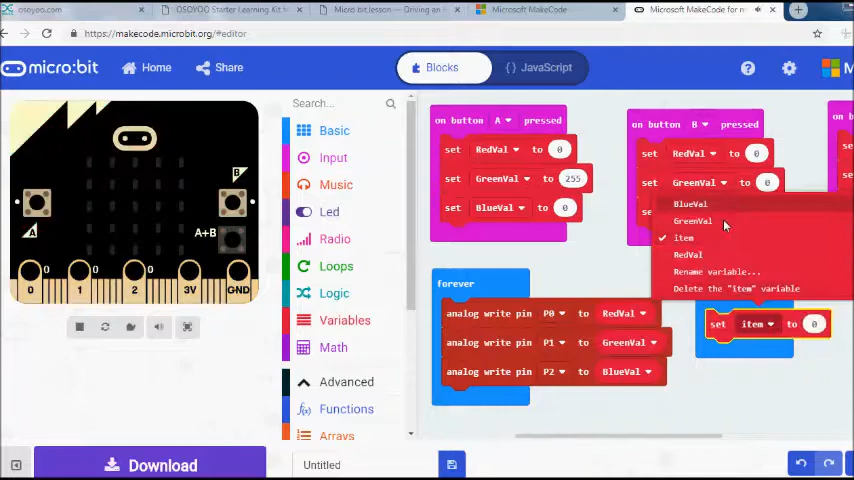 osoyoo.com
OSOYOO Starter Learning Kit
Micro bit lesson — Driving an
Microsoft MakeCode
Microsoft MakeCode for
https://makecode.microbit.org/#editor
micro:bit
Home
Share
Blocks
{} JavaScript
Search...
Basic
Input
Music
Led
Radio
Loops
Logic
Variables
Math
Advanced
Functions
Arrays
B
A
A+B
0
0
0
0
1
2
3V
GND
on button A pressed
set RedVal to 0
set GreenVal to 255
set BlueVal to 0
on button B pressed
set RedVal to 0
set GreenVal to 0
BlueVal
GreenVal
item
RedVal
Rename variable...
Delete the "item" variable
forever
analog write pin P0 to RedVal
analog write pin P1 to GreenVal
analog write pin P2 to BlueVal
set item to 0
Download
Untitled